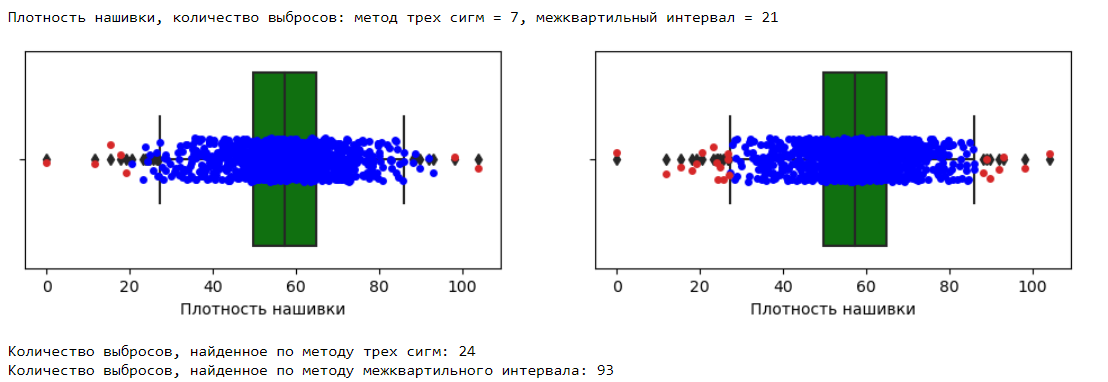 Плотность нашивки, количество выбросов: метод трех сигм = 7, межквартильный интервал = 21
0 20 40 60 80 100
Плотность нашивки
0 20 40 60 80 100
Плотность нашивки
Количество выбросов, найденное по методу трех сигм: 24
Количество выбросов, найденное по методу межквартильного интервала: 93